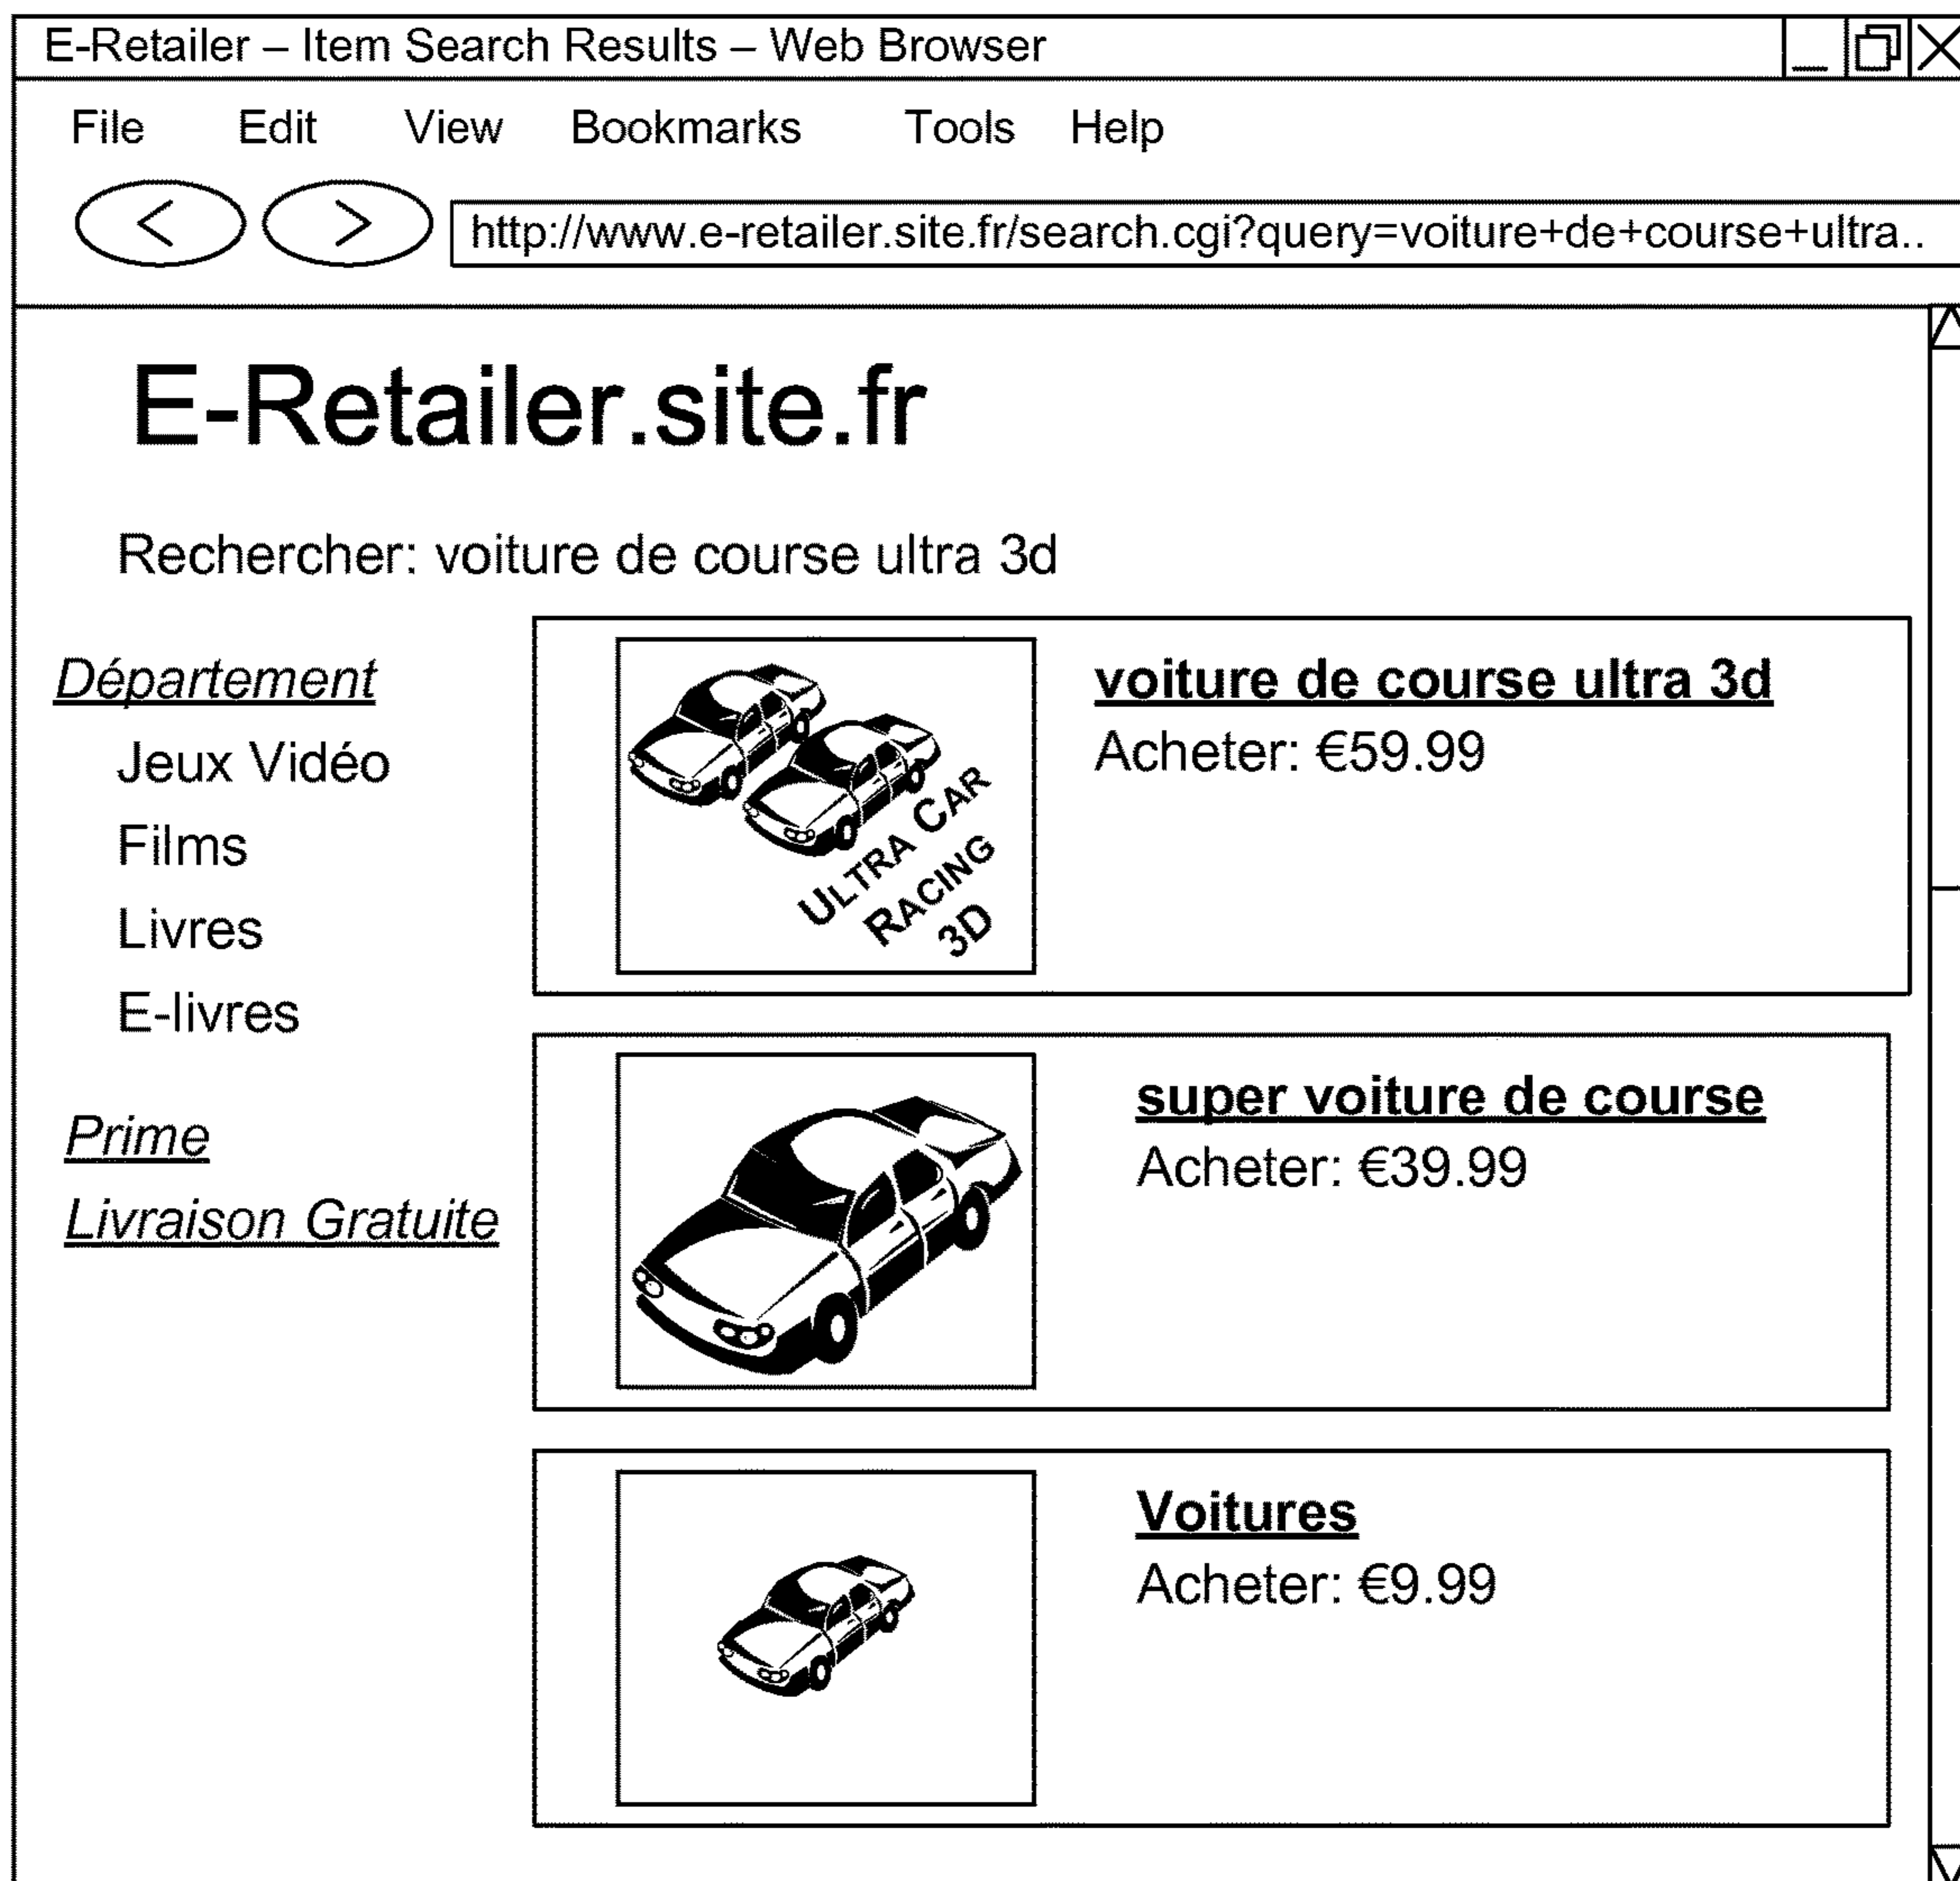 E-Retailer – Item Search Results – Web Browser
File Edit View Bookmarks Tools Help
http://www.e-retailer.site.fr/search.cgi?query=voiture+de+course+ultra..
E-Retailer.site.fr
Rechercher: voiture de course ultra 3d
Département
Jeux Vidéo
Films
Livres
E-livres
Prime
Livraison Gratuite
ULTRA CAR
RACING
3D
voiture de course ultra 3d
Acheter: €59.99
super voiture de course
Acheter: €39.99
Voitures
Acheter: €9.99